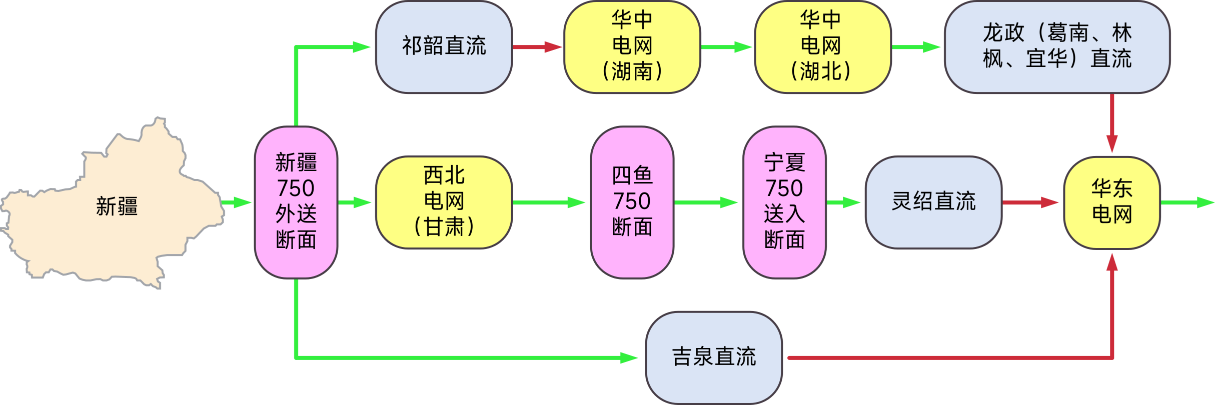 祁韶直流
华中
电网
（湖南）
华中
电网
（湖北）
龙政（葛南、林
枫、宜华）直流
新疆
新疆
750
外送
断面
西北
电网
（甘肃）
四鱼
750
断面
宁夏
750
送入
断面
灵绍直流
华东
电网
吉泉直流